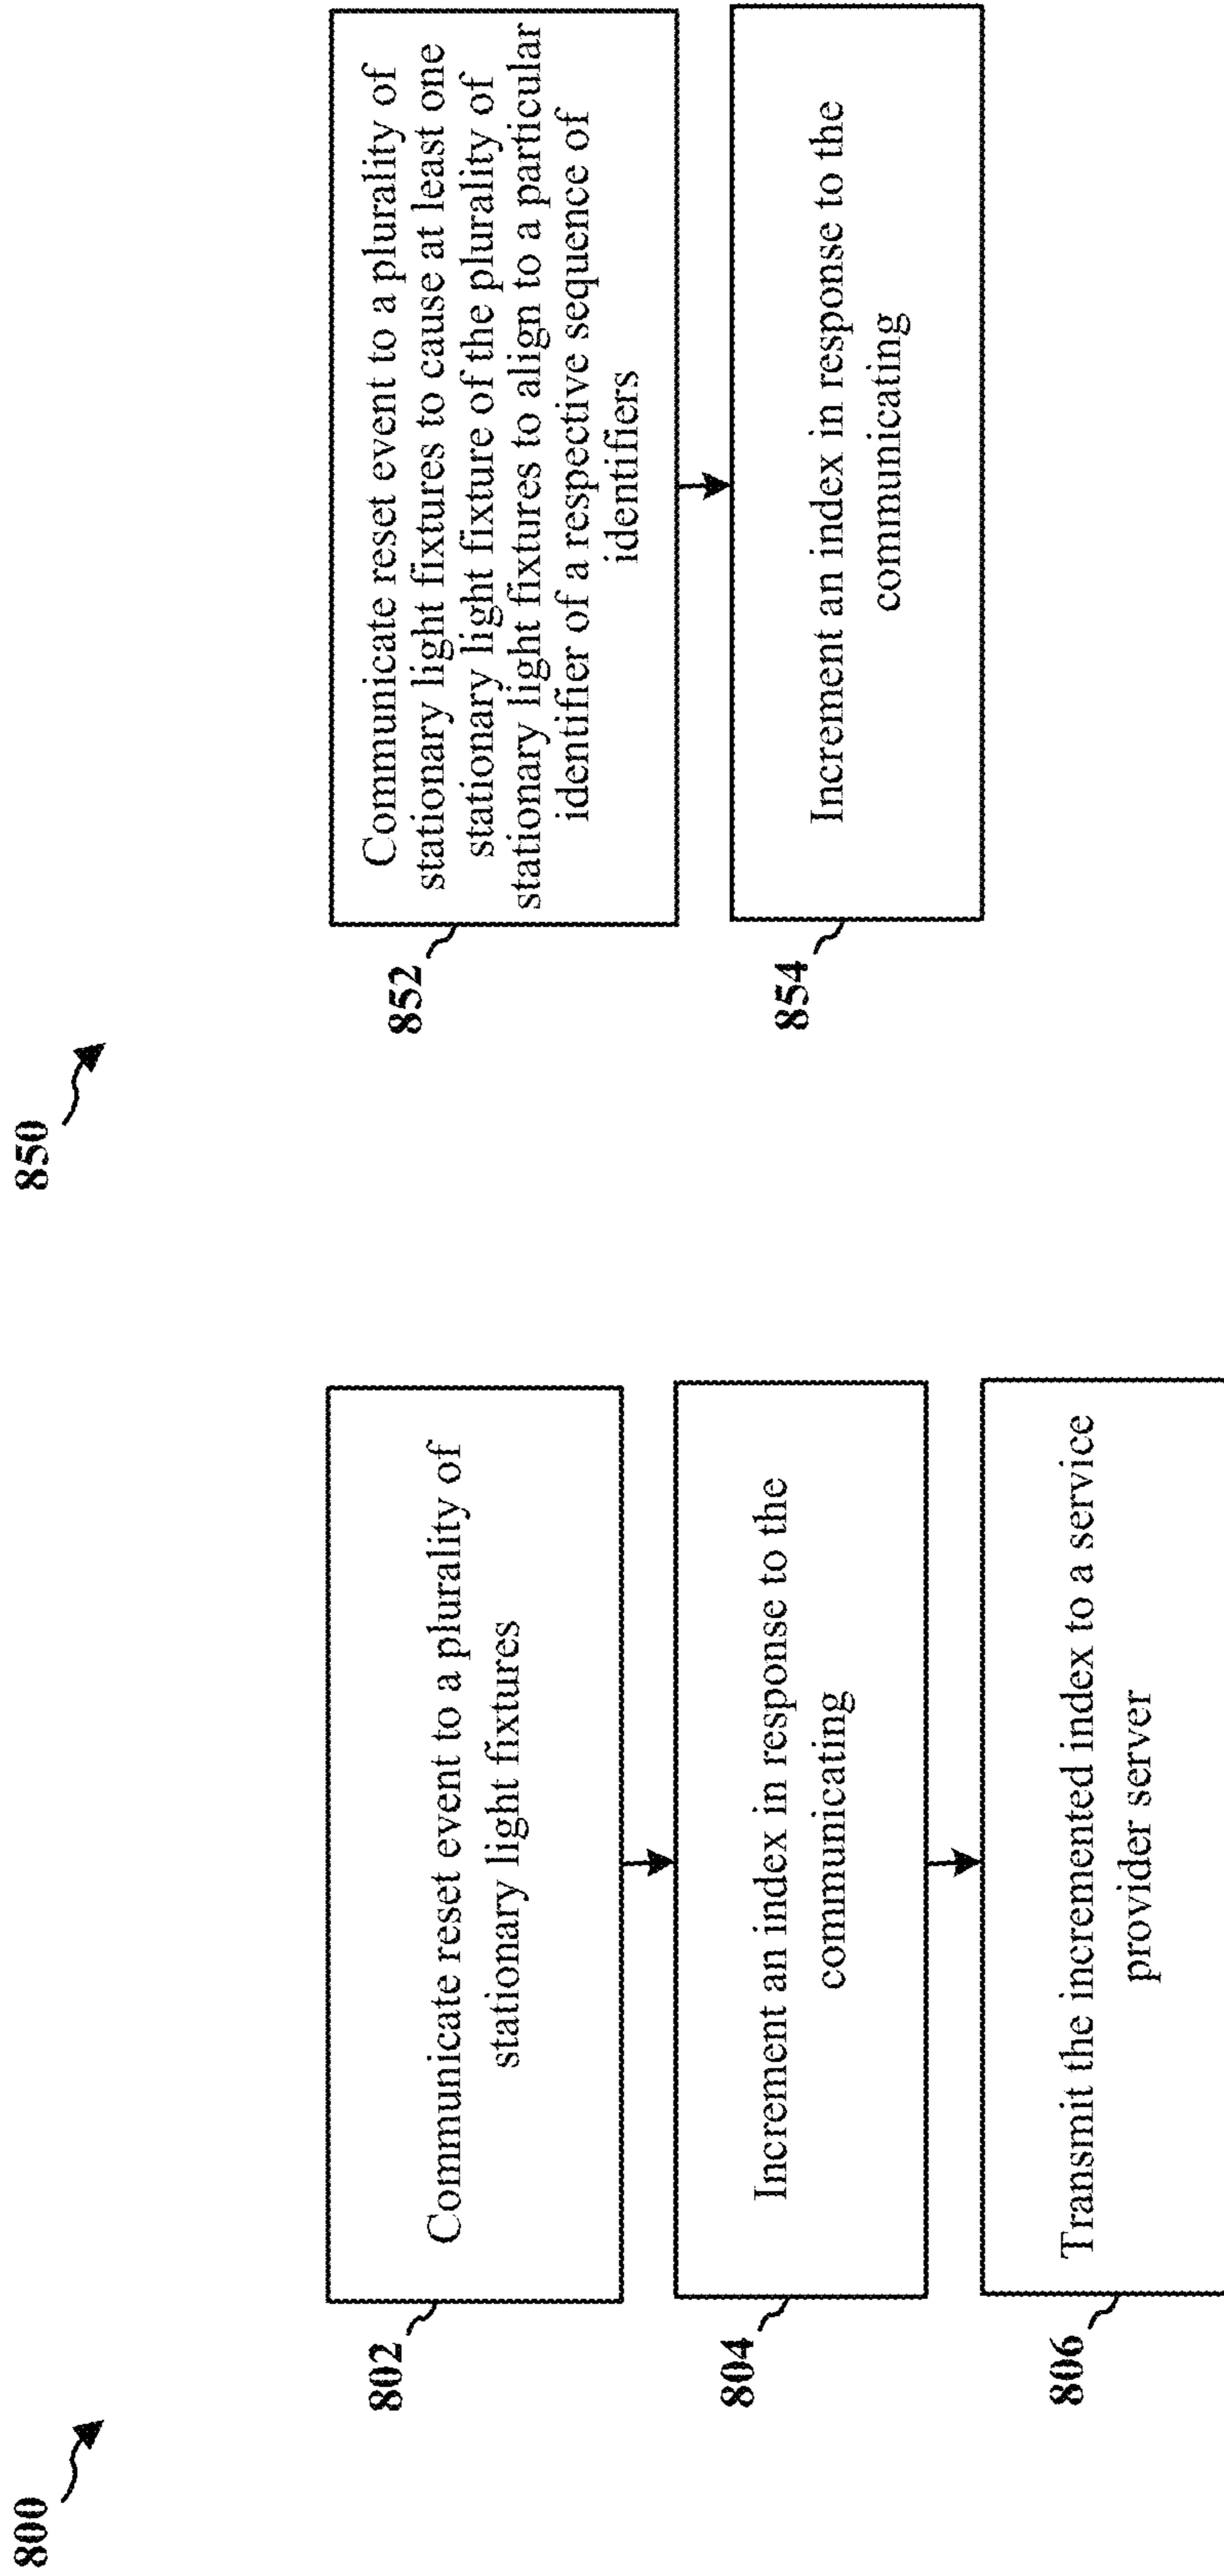 800
802
Communicate reset event to a plurality of
stationary light fixtures
804
Increment an index in response to the
communicating
806
Transmit the incremented index to a service
provider server
850
852
Communicate reset event to a plurality of
stationary light fixtures to cause at least one
stationary light fixture of the plurality of
stationary light fixtures to align to a particular
identifier of a respective sequence of
identifiers
854
Increment an index in response to the
communicating